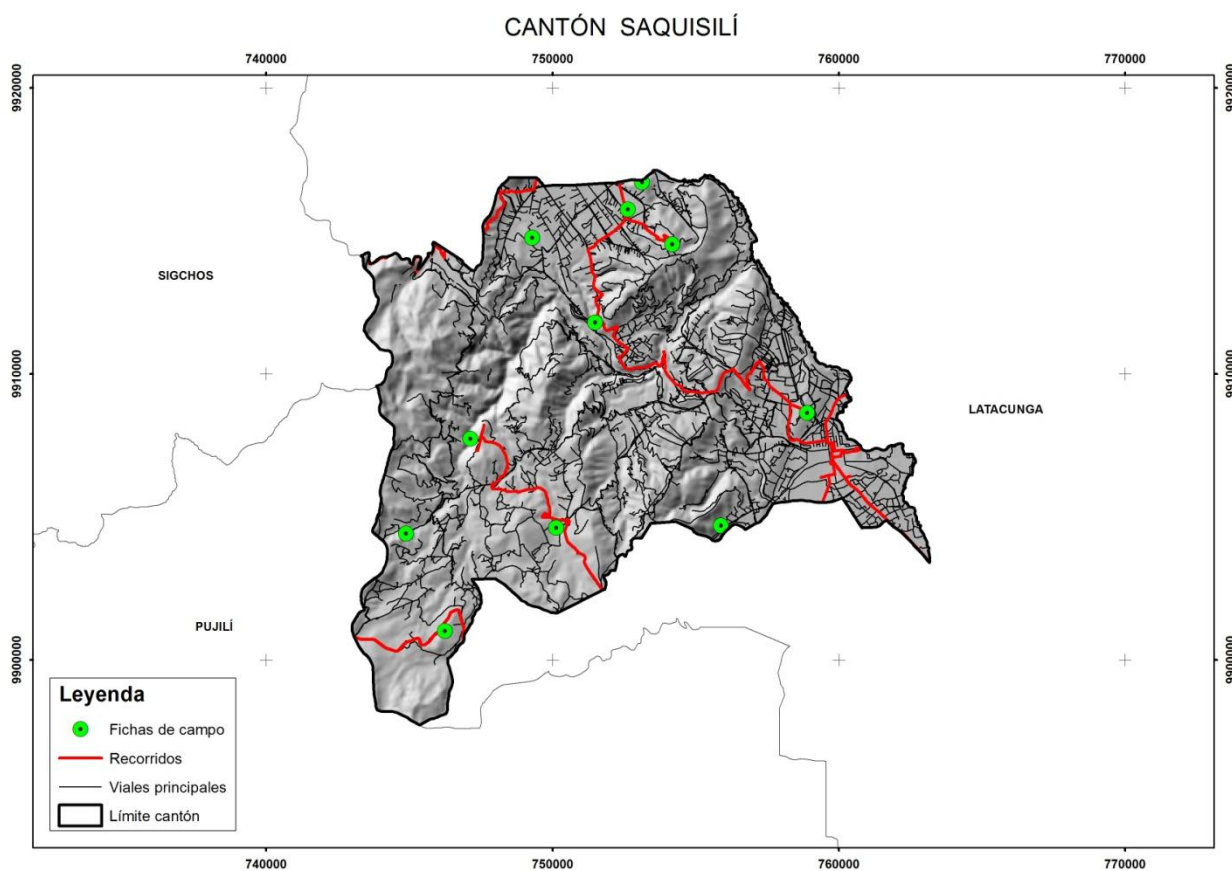 CANTÓN SAQUISILÍ
740000
750000
760000
770000
9920000
9920000
SIGCHOS
9910000
9910000
LATACUNGA
PUJILÍ
9900000
9900000
Leyenda
Fichas de campo
Recorridos
Viales principales
Límite cantón
740000
750000
760000
770000